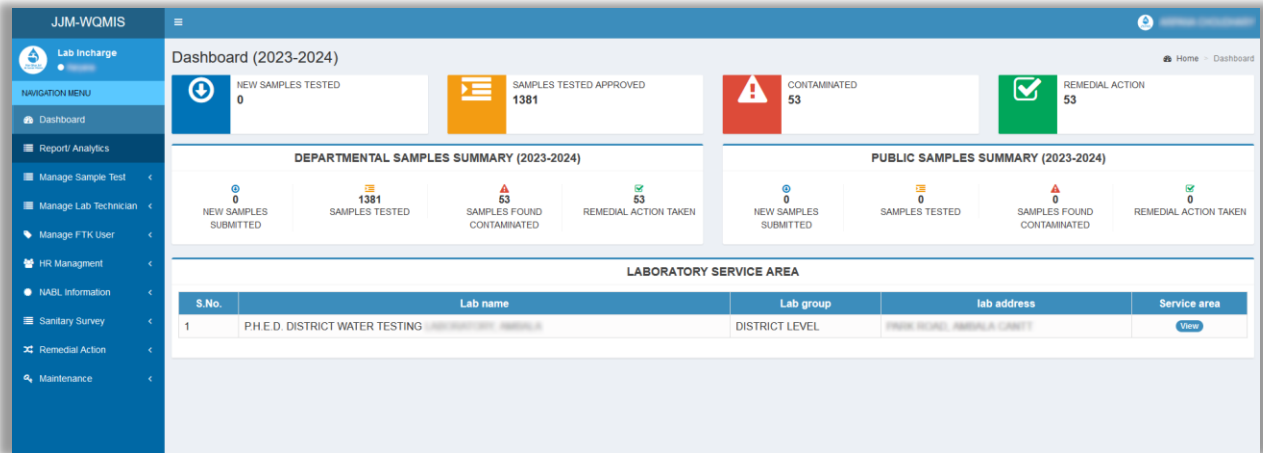 JJM-WQMIS
Lab Incharge
NAVIGATION MENU
Dashboard
Report/ Analytics
Manage Sample Test
Manage Lab Technician
Manage FTK User
HR Managment
NABL Information
Sanitary Survey
Remedial Action
Maintenance
Dashboard (2023-2024)
Home > Dashboard
NEW SAMPLES TESTED
0
SAMPLES TESTED APPROVED
1381
CONTAMINATED
53
REMEDIAL ACTION
53
DEPARTMENTAL SAMPLES SUMMARY (2023-2024)
0
NEW SAMPLES
SUBMITTED
1381
SAMPLES TESTED
53
SAMPLES FOUND
CONTAMINATED
53
REMEDIAL ACTION TAKEN
PUBLIC SAMPLES SUMMARY (2023-2024)
0
NEW SAMPLES
SUBMITTED
0
SAMPLES TESTED
0
SAMPLES FOUND
CONTAMINATED
0
REMEDIAL ACTION TAKEN
LABORATORY SERVICE AREA
S.No. Lab name Lab group lab address Service area
1 P.H.E.D. DISTRICT WATER TESTING DISTRICT LEVEL View